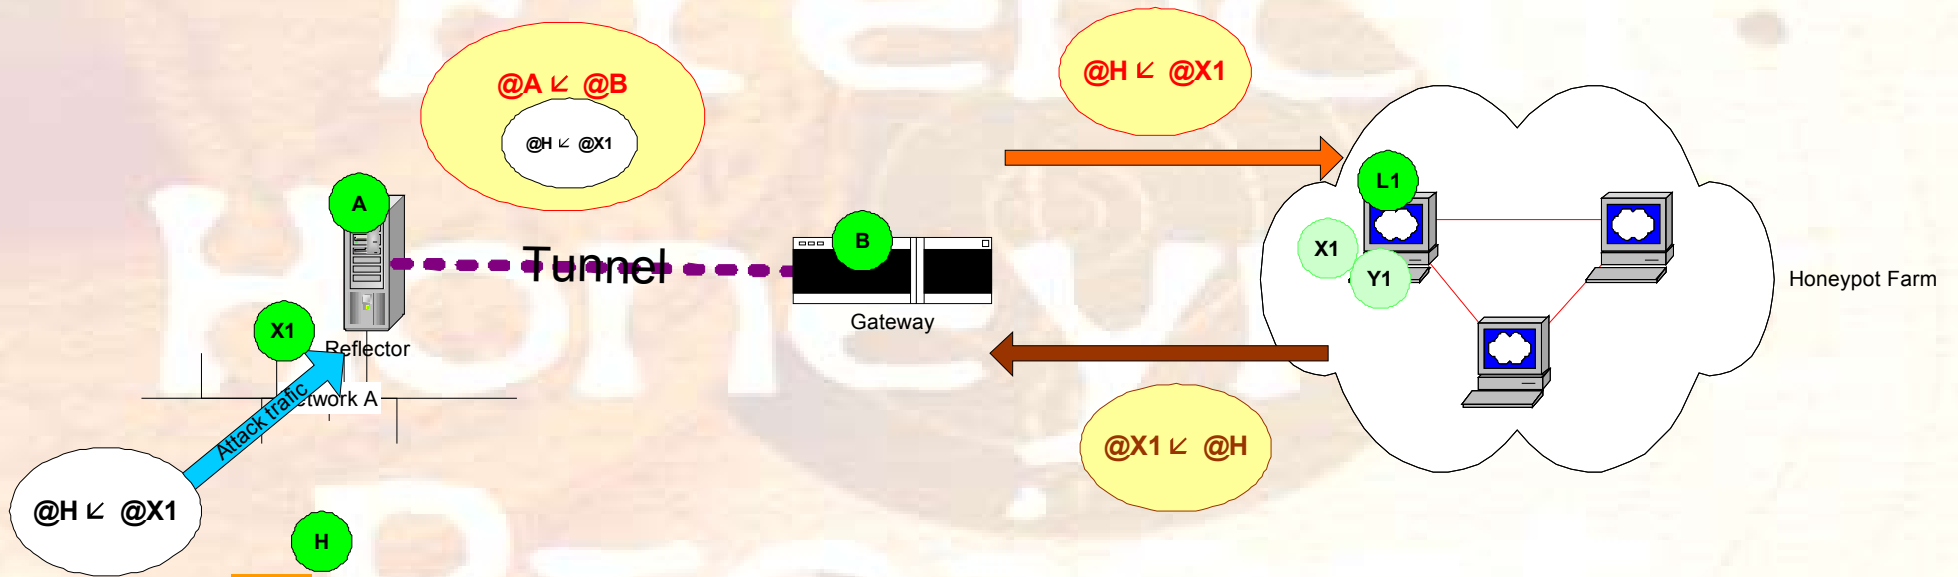 @A ↙ @B
@H ↙ @X1
@H ↙ @X1
L1
A
X1
B
Tunnel
Y1
Honeypot Farm
Gateway
X1
Reflector
etwork A
Attack trafic
@X1 ↙ @H
@H ↙ @X1
H